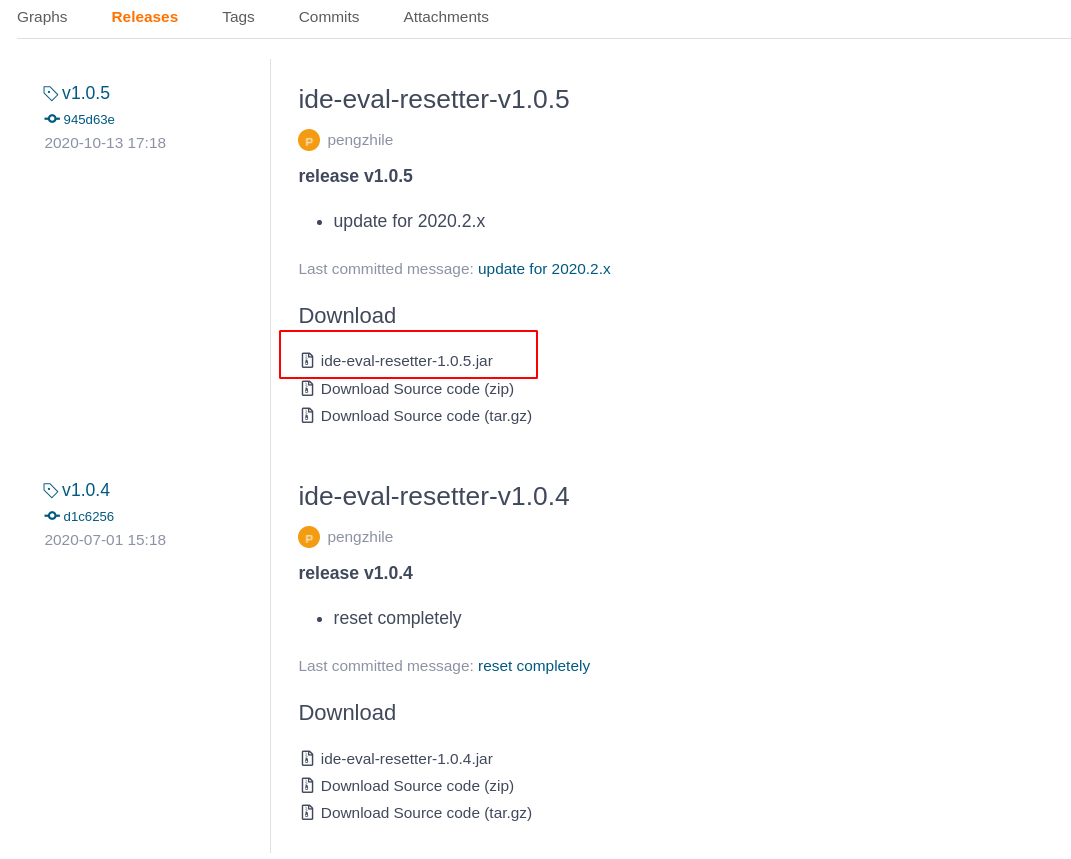 Graphs Releases Tags Commits Attachments
v1.0.5
945d63e
2020-10-13 17:18
ide-eval-resetter-v1.0.5
pengzhile
release v1.0.5
• update for 2020.2.x
Last committed message: update for 2020.2.x
Download
ide-eval-resetter-1.0.5.jar
Download Source code (zip)
Download Source code (tar.gz)
v1.0.4
d1c6256
2020-07-01 15:18
ide-eval-resetter-v1.0.4
pengzhile
release v1.0.4
• reset completely
Last committed message: reset completely
Download
ide-eval-resetter-1.0.4.jar
Download Source code (zip)
Download Source code (tar.gz)